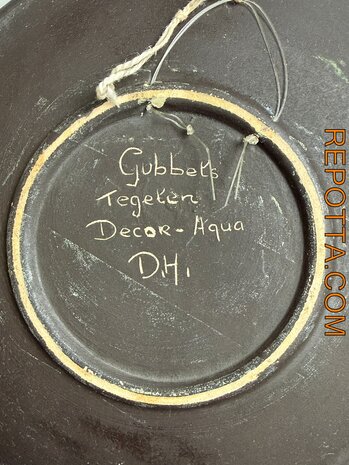 Gubbels
Tegelen
Decor-Aqua
D.H.
REPOTTA.COM